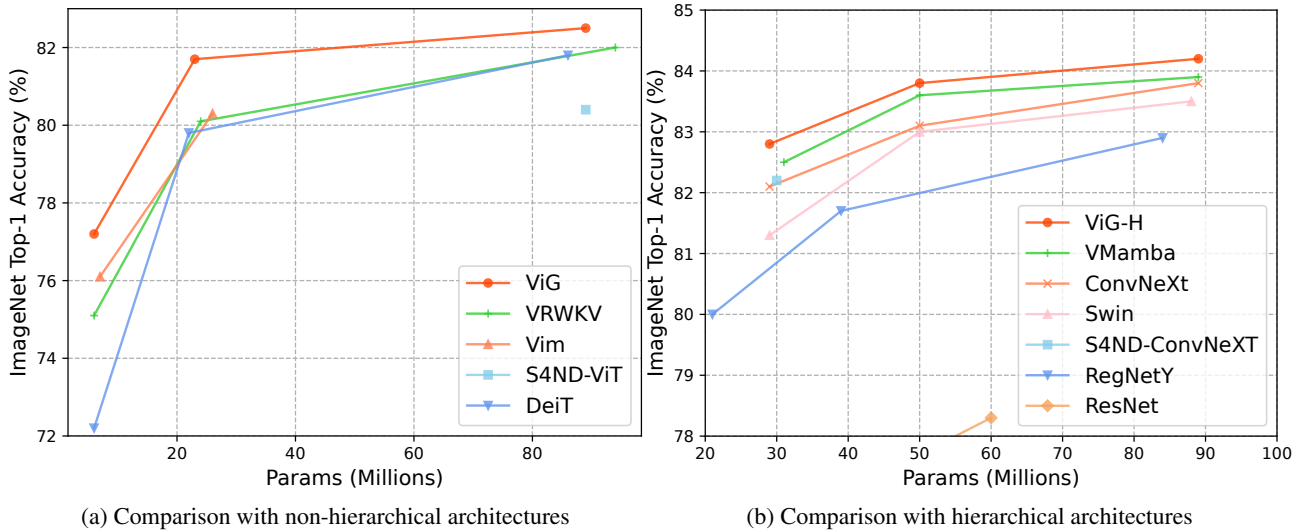 82
80
78
76
74
72
ImageNet Top-1 Accuracy (%)
ViG
VRWKV
Vim
S4ND-ViT
DeiT
20
40
60
80
Params (Millions)
(a) Comparison with non-hierarchical architectures
85
84
83
82
81
80
79
78
ImageNet Top-1 Accuracy (%)
ViG-H
VMamba
ConvNeXt
Swin
S4ND-ConvNeXT
RegNetY
ResNet
20
30
40
50
60
70
80
90
100
Params (Millions)
(b) Comparison with hierarchical architectures